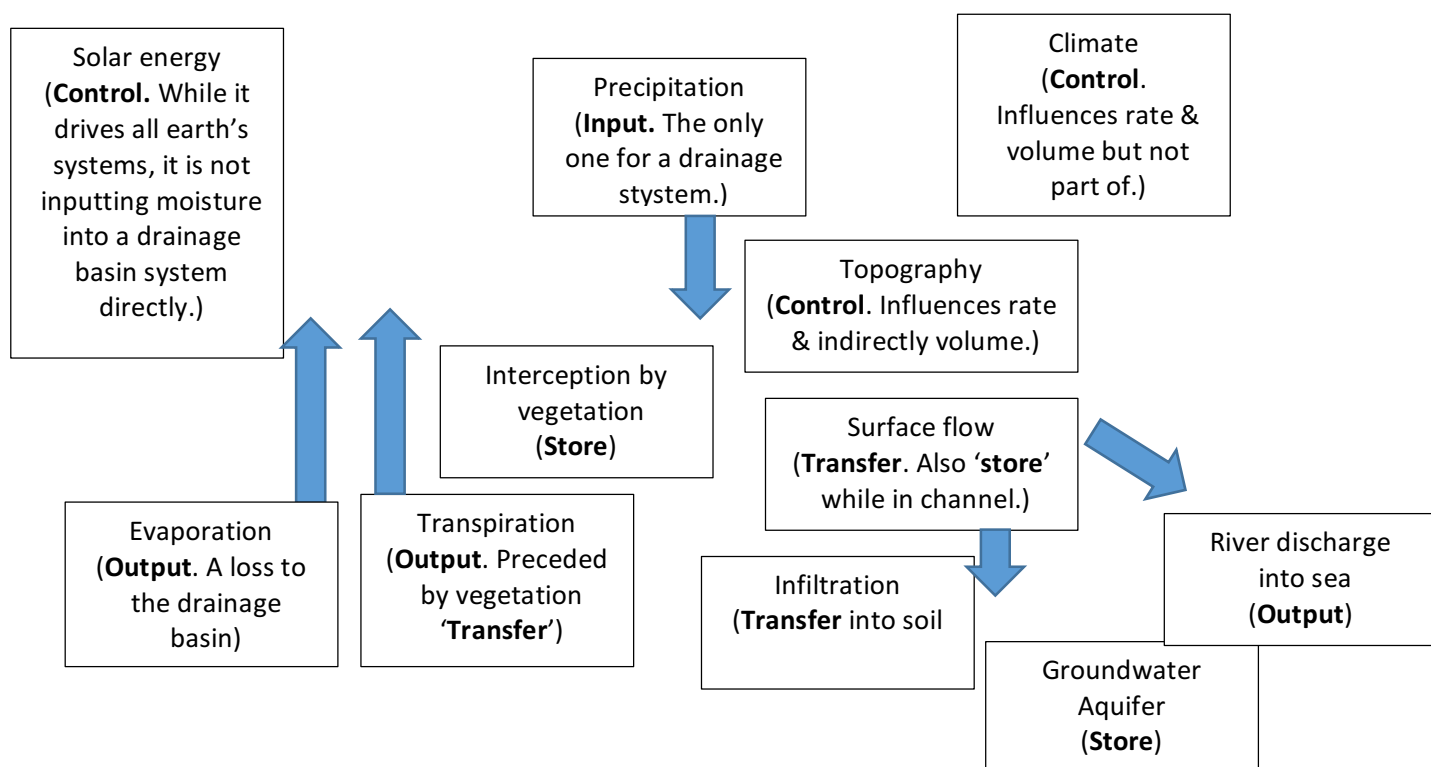 Solar energy
(Control. While it
drives all earth’s
systems, it is not
inputting moisture
into a drainage
basin system
directly.)
Precipitation
(Input. The only
one for a drainage
stystem.)
Climate
(Control.
Influences rate &
volume but not
part of.)
Topography
(Control. Influences rate
& indirectly volume.)
Interception by
vegetation
(Store)
Surface flow
(Transfer. Also ‘store’
while in channel.)
Evaporation
(Output. A loss to
the drainage
basin)
Transpiration
(Output. Preceded
by vegetation
‘Transfer’)
Infiltration
(Transfer into soil
River discharge
into sea
(Output)
Groundwater
Aquifer
(Store)